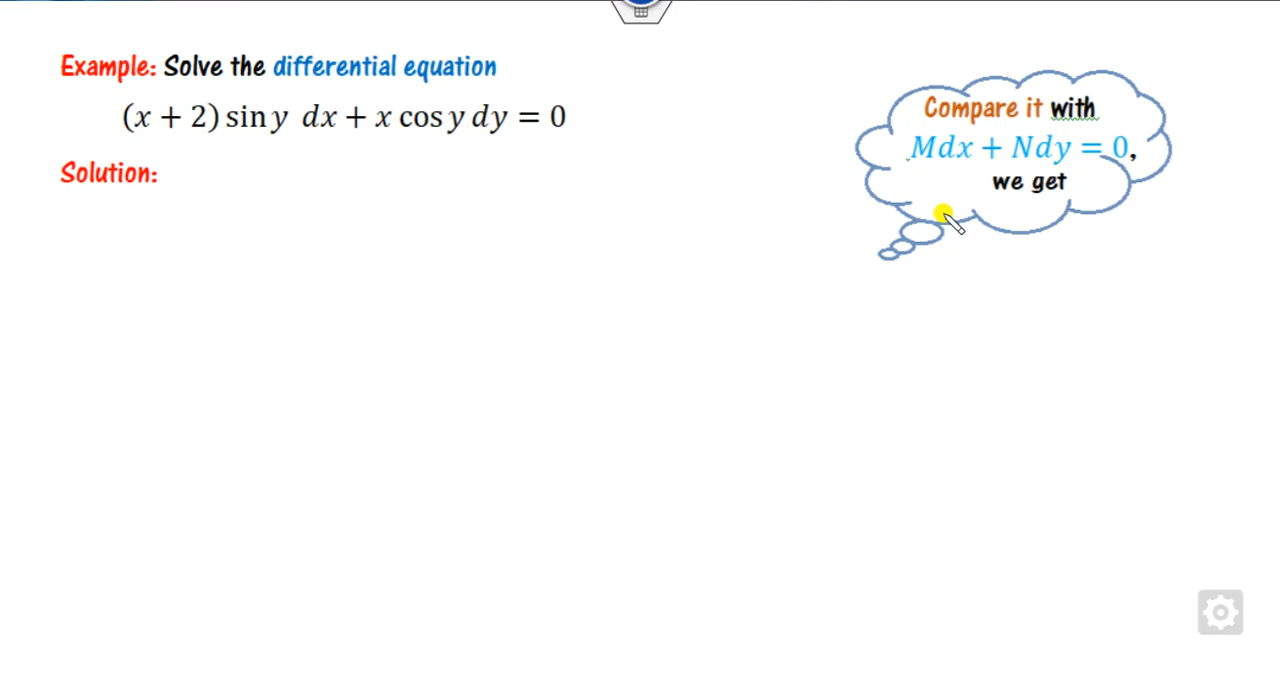 Example: Solve the differential equation
(x + 2) sin y dx + x cos y dy = 0
Solution:
Compare it with
Mdx + Ndy = 0,
we get